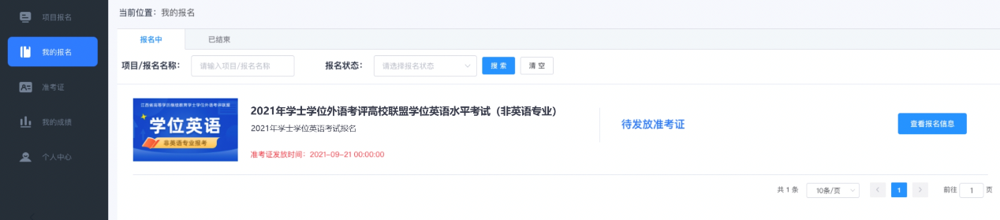 当前位置：我的报名
项目报名
我的报名
准考证
我的成绩
个人中心
报名中
已结束
项目/报名名称：
请输入项目/报名名称
报名状态：
请选择报名状态
搜 索
清 空
学位英语
非英语专业报考
2021年学士学位外语考评高校联盟学位英语水平考试（非英语专业）
2021年学士学位英语考试报名
准考证发放时间：2021-09-21 00:00:00
待发放准考证
查看报名信息
共 1 条
10条/页
1
前往 1 页